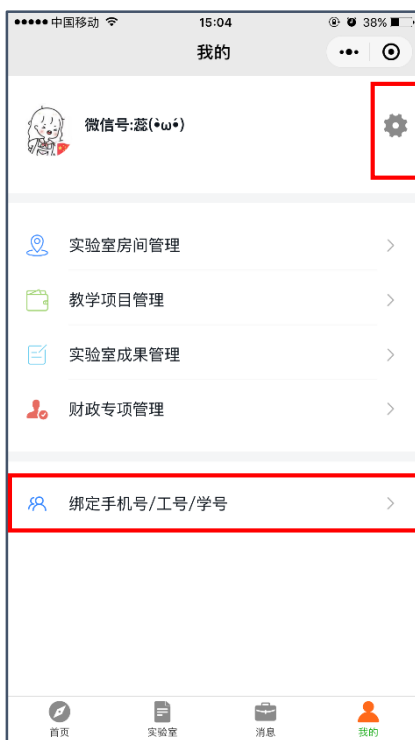 中国移动 15:04 38%
我的
微信号:蕊(•̀ω•́)
实验室房间管理
教学项目管理
实验室成果管理
财政专项管理
绑定手机号/工号/学号
首页 实验室 消息 我的